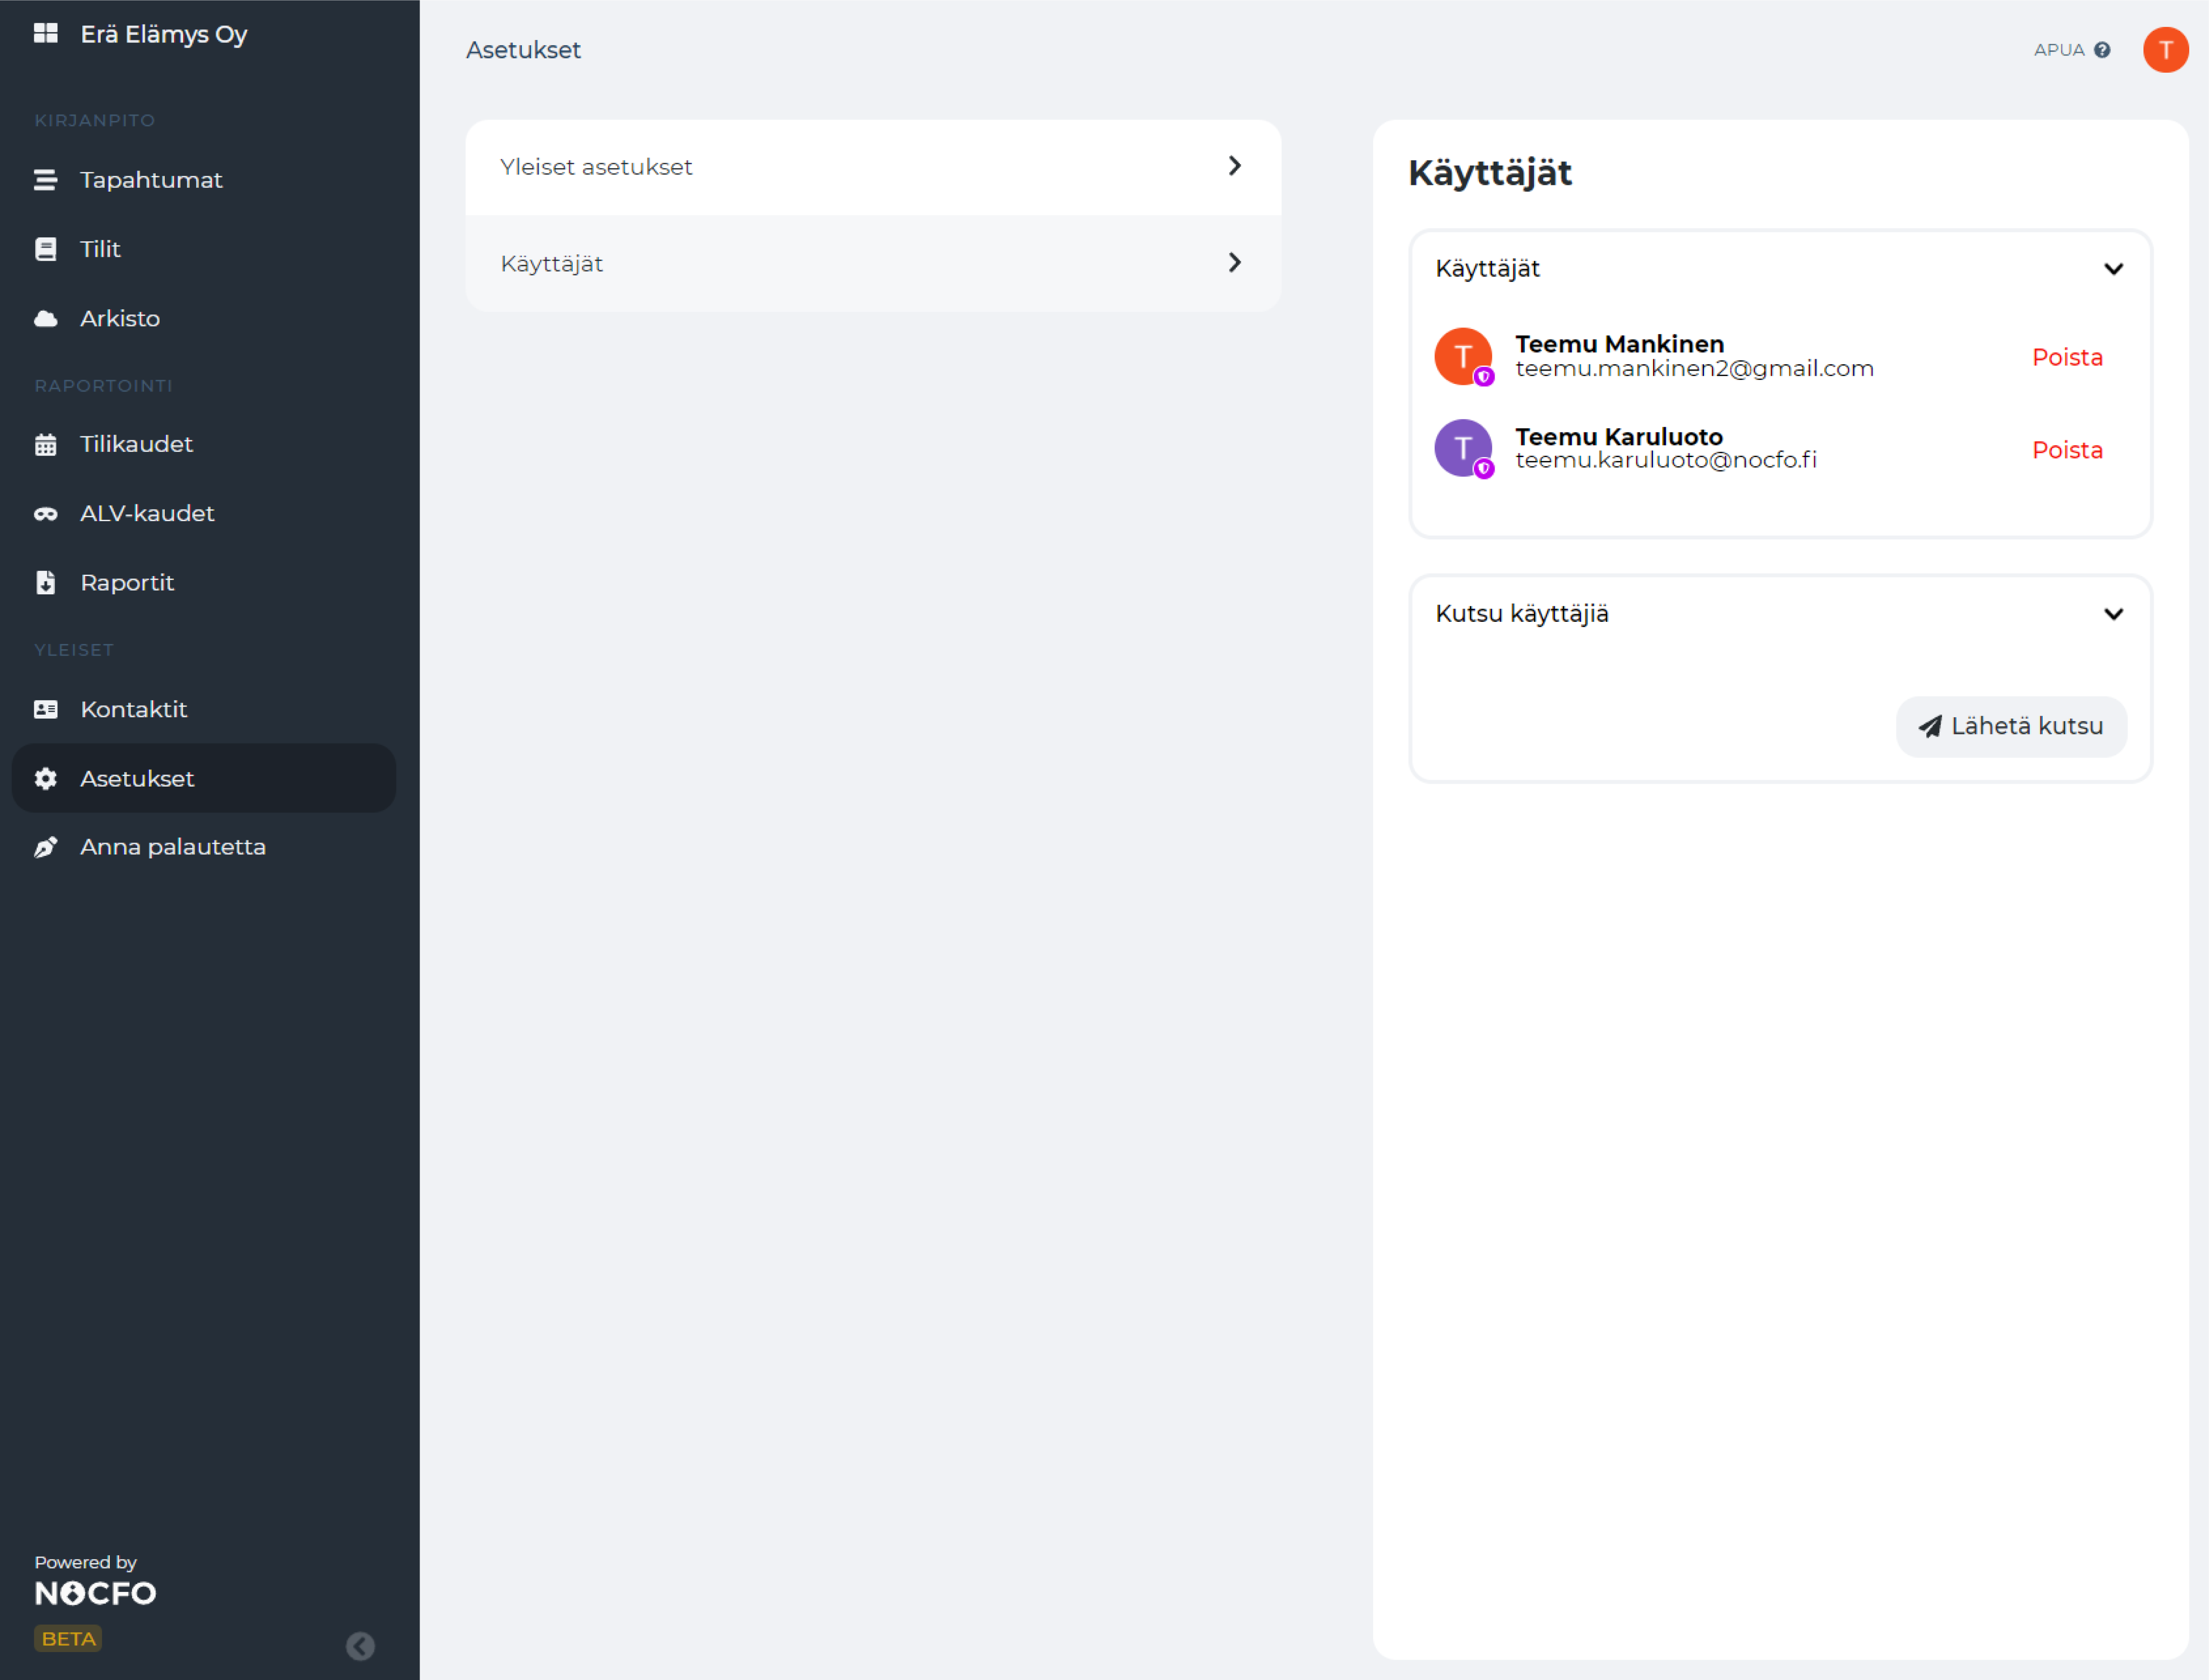 Erä Elämys Oy
KIRJANPITO
Tapahtumat
Tilit
Arkisto
RAPORTOINTI
Tilikaudet
ALV-kaudet
Raportit
YLEISET
Kontaktit
Asetukset
Anna palautetta
Powered by
NOCFO
BETA
Asetukset
APUA
T
Yleiset asetukset
Käyttäjät
Käyttäjät
Käyttäjät
T
Teemu Mankinen
teemu.mankinen2@gmail.com
Poista
T
Teemu Karuluoto
teemu.karuluoto@nocfo.fi
Poista
Kutsu käyttäjiä
Lähetä kutsu